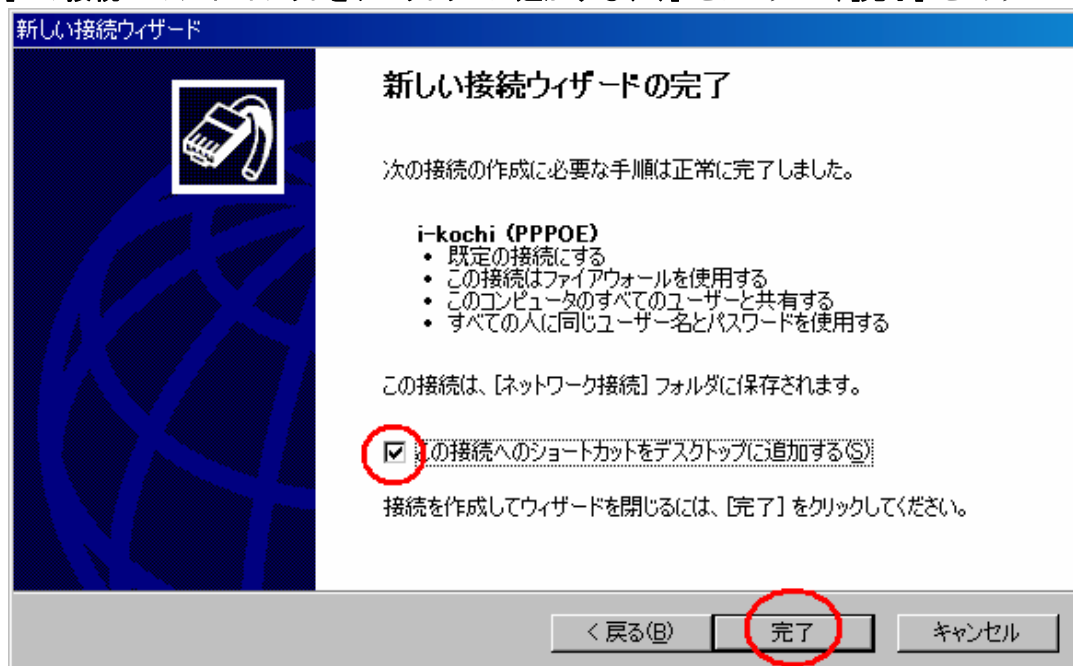 新しい接続ウィザード
新しい接続ウィザードの完了
次の接続の作成に必要な手順は正常に完了しました。
i-kochi (PPPOE)
• 既定の接続にする
• この接続はファイアウォールを使用する
• このコンピュータのすべてのユーザーと共有する
• すべての人に同じユーザー名とパスワードを使用する
この接続は、[ネットワーク接続] フォルダに保存されます。
この接続へのショートカットをデスクトップに追加する(S)
接続を作成してウィザードを閉じるには、[完了] をクリックしてください。
< 戻る(B) 完了 キャンセル